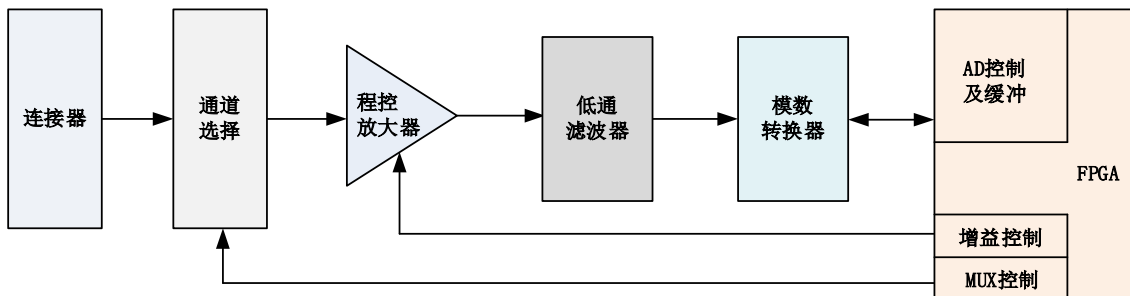 连接器
通道
选择
程控
放大器
低通
滤波器
模数
转换器
AD控制
及缓冲
FPGA
增益控制
MUX控制